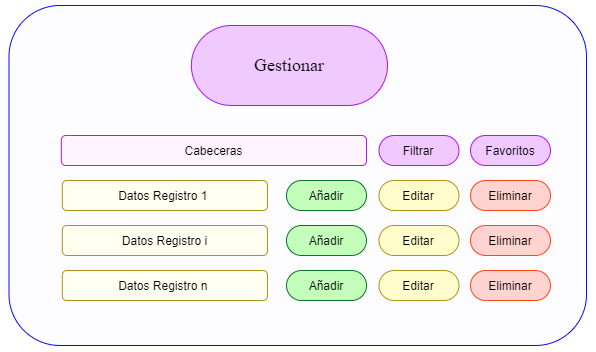 Gestionar
Cabeceras Filtrar Favoritos
Datos Registro 1 Añadir Editar Eliminar
Datos Registro i Añadir Editar Eliminar
Datos Registro n Añadir Editar Eliminar